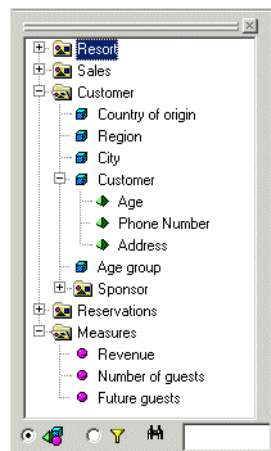 Resort
Sales
Customer
Country of origin
Region
City
Customer
Age
Phone Number
Address
Age group
Sponsor
Reservations
Measures
Revenue
Number of guests
Future guests